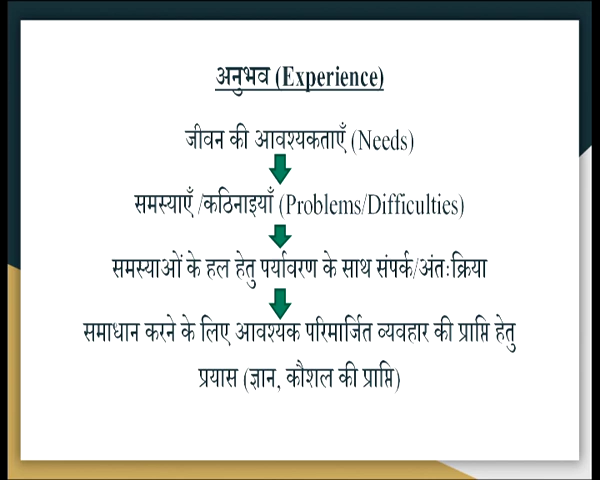 अनुभव (Experience)
जीवन की आवश्यकताएँ (Needs)
समस्याएँ /कठिनाइयाँ (Problems/Difficulties)
समस्याओं के हल हेतु पर्यावरण के साथ संपर्क/अंतःक्रिया
समाधान करने के लिए आवश्यक परिमार्जित व्यवहार की प्राप्ति हेतु
प्रयास (ज्ञान, कौशल की प्राप्ति)